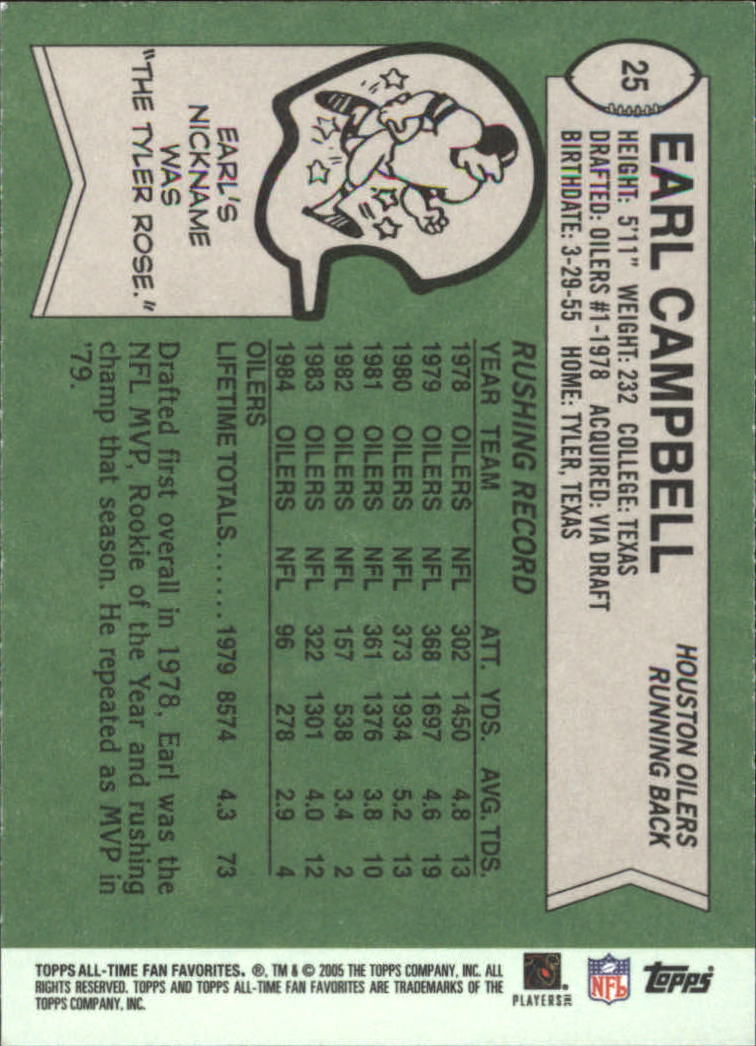 25
EARL CAMPBELL
HOUSTON OILERS
RUNNING BACK
HEIGHT: 5'11" WEIGHT: 232 COLLEGE: TEXAS
DRAFTED: OILERS #1-1978 ACQUIRED: VIA DRAFT
BIRTHDATE: 3-29-55 HOME: TYLER, TEXAS
EARL'S
NICKNAME
WAS
"THE TYLER ROSE."
RUSHING RECORD
YEAR TEAM ATT. YDS. AVG. TDS.
1978 OILERS NFL 302 1450 4.8 13
1979 OILERS NFL 368 1697 4.6 19
1980 OILERS NFL 373 1934 5.2 13
1981 OILERS NFL 361 1376 3.8 10
1982 OILERS NFL 157 538 3.4 2
1983 OILERS NFL 322 1301 4.0 12
1984 OILERS NFL 96 278 2.9 4
OILERS
LIFETIME TOTALS....... 1979 8574 4.3 73
Drafted first overall in 1978, Earl was the
NFL MVP, Rookie of the Year and rushing
champ that season. He repeated as MVP in
'79.
TOPPS ALL-TIME FAN FAVORITES. ®, TM & © 2005 THE TOPPS COMPANY, INC. ALL
RIGHTS RESERVED. TOPPS AND TOPPS ALL-TIME FAN FAVORITES ARE TRADEMARKS OF THE
TOPPS COMPANY, INC.
PLAYERS INC
NFL
topps